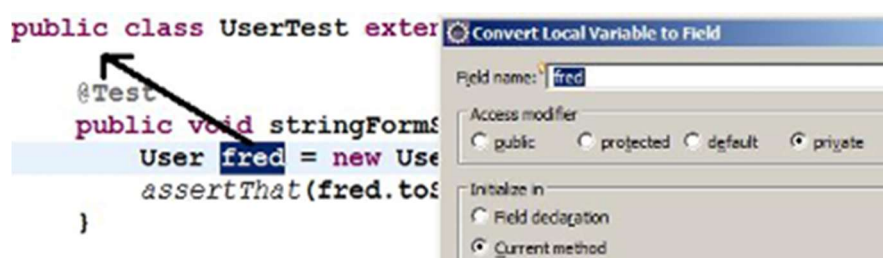 public class UserTest exter
@Test
public void stringForm
User fred = new Use
assertThat(fred.toS
}
Convert Local Variable to Field
Field name: fred
Access modifier
public protected default private
Initialize in
Field declaration
Current method